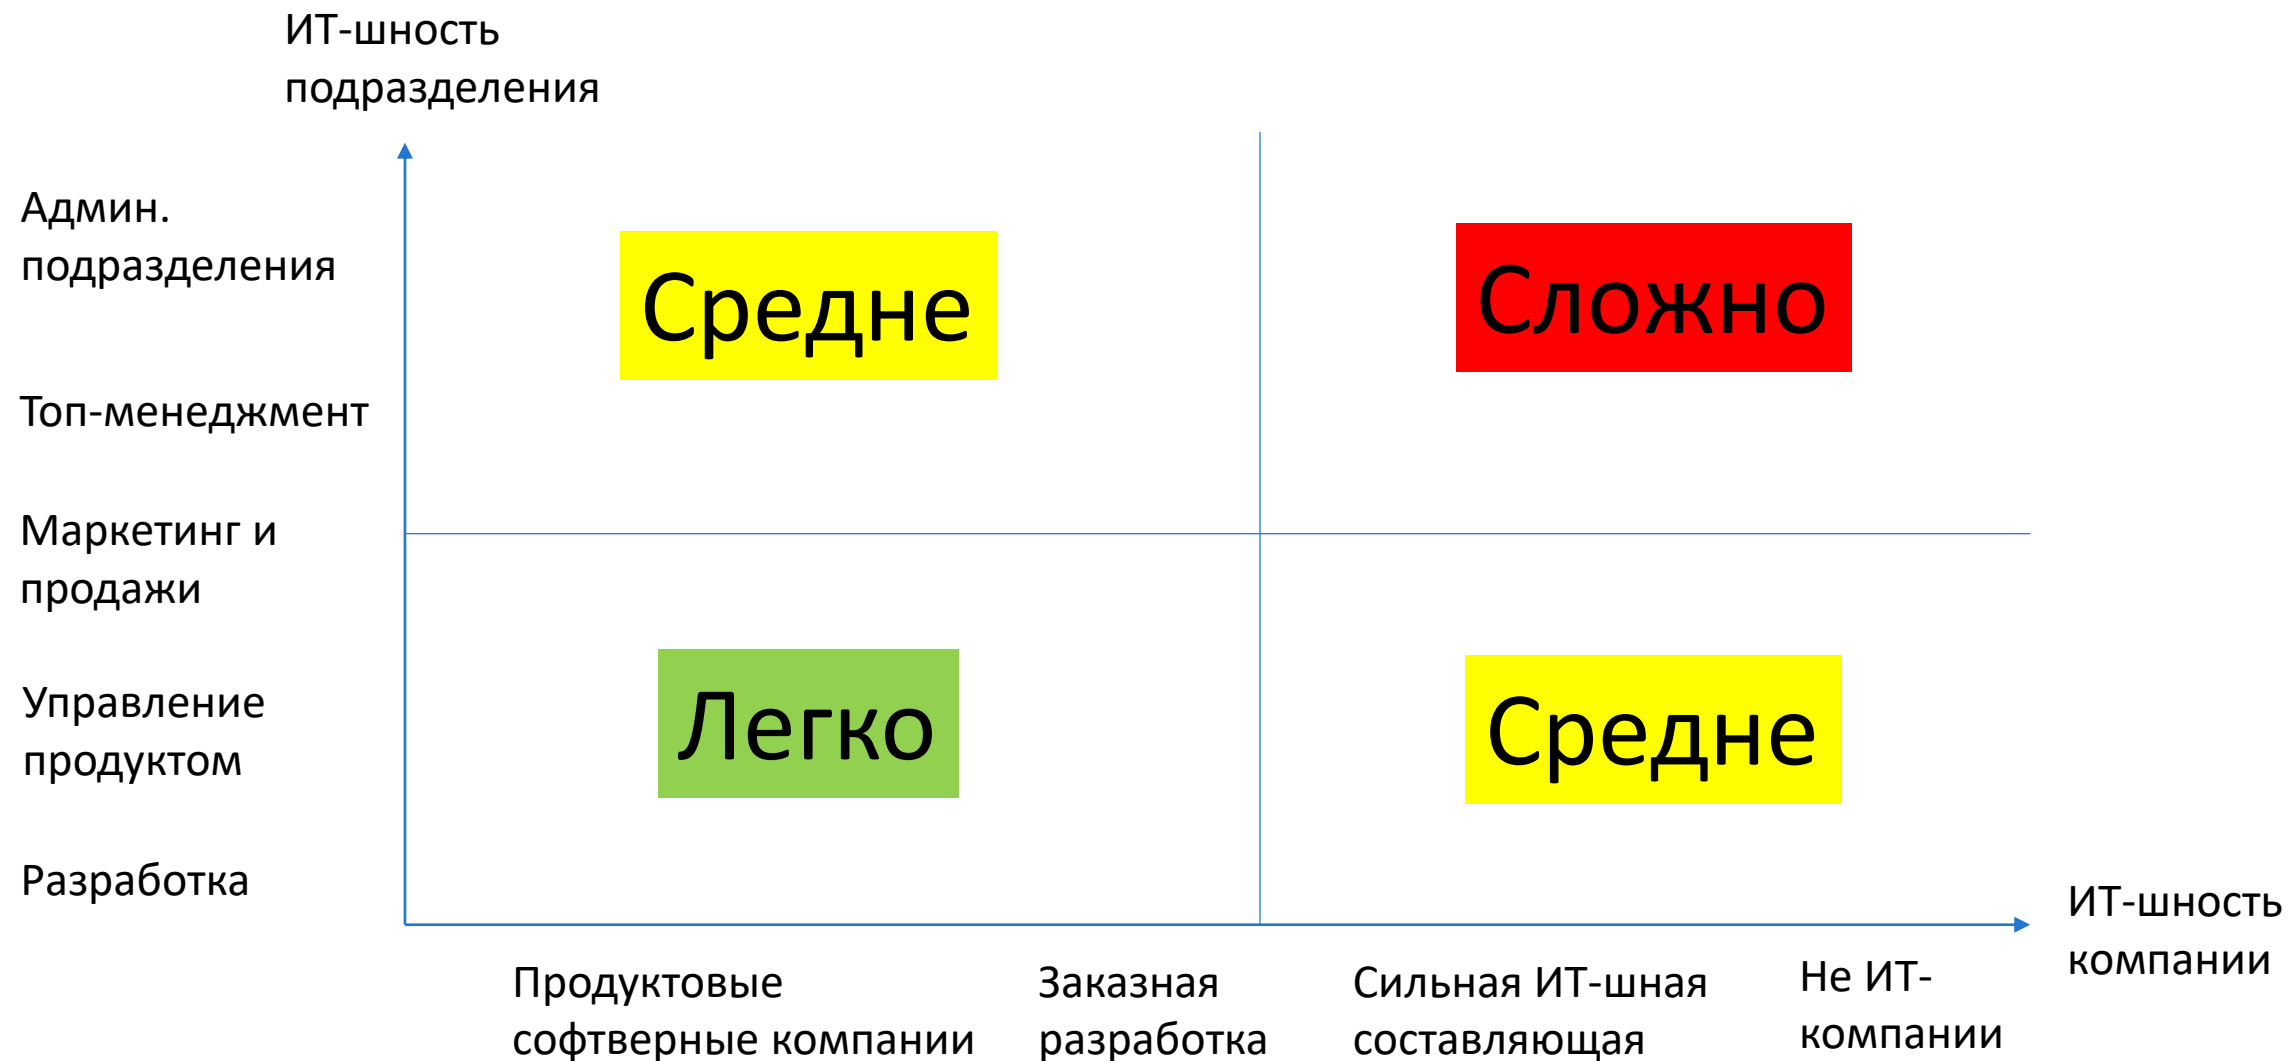 ИТ-шность
подразделения
Админ.
подразделения
Средне
Сложно
Топ-менеджмент
Маркетинг и
продажи
Управление
продуктом
Легко
Средне
Разработка
ИТ-шность
компании
Продуктовые
софтверные компании
Заказная
разработка
Сильная ИТ-шная
составляющая
Не ИТ-
компании